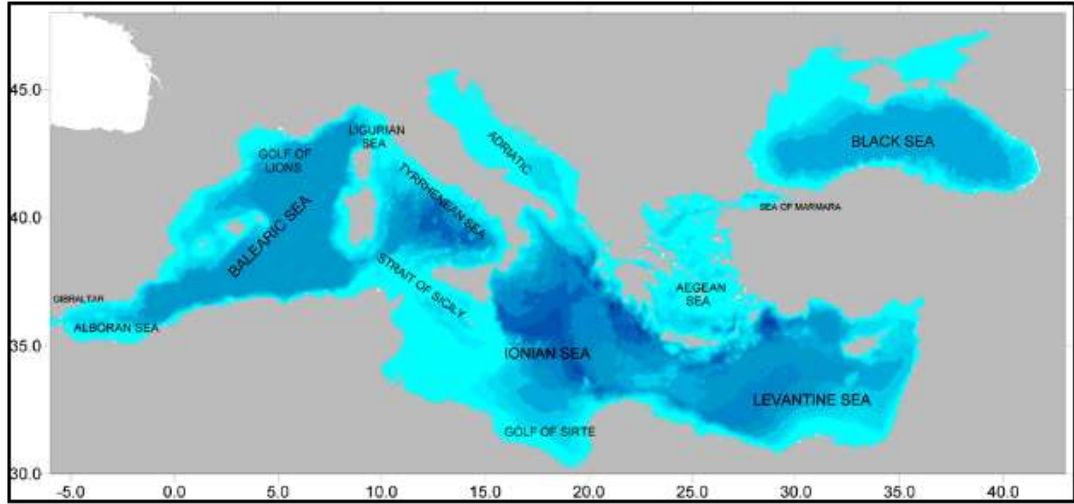 45.0
40.0
35.0
30.0
-5.0 0.0 5.0 10.0 15.0 20.0 25.0 30.0 35.0 40.0
GOLF OF
LIONS
LIGURIAN
SEA
ADRIATIC
BLACK SEA
TYRRHENEAN SEA
SEA OF MARMARA
BALEARIC SEA
STRAIT OF SICILY
AEGEAN
SEA
GIBRALTAR
ALBORAN SEA
IONIAN SEA
LEVANTINE SEA
GOLF OF SIRTE